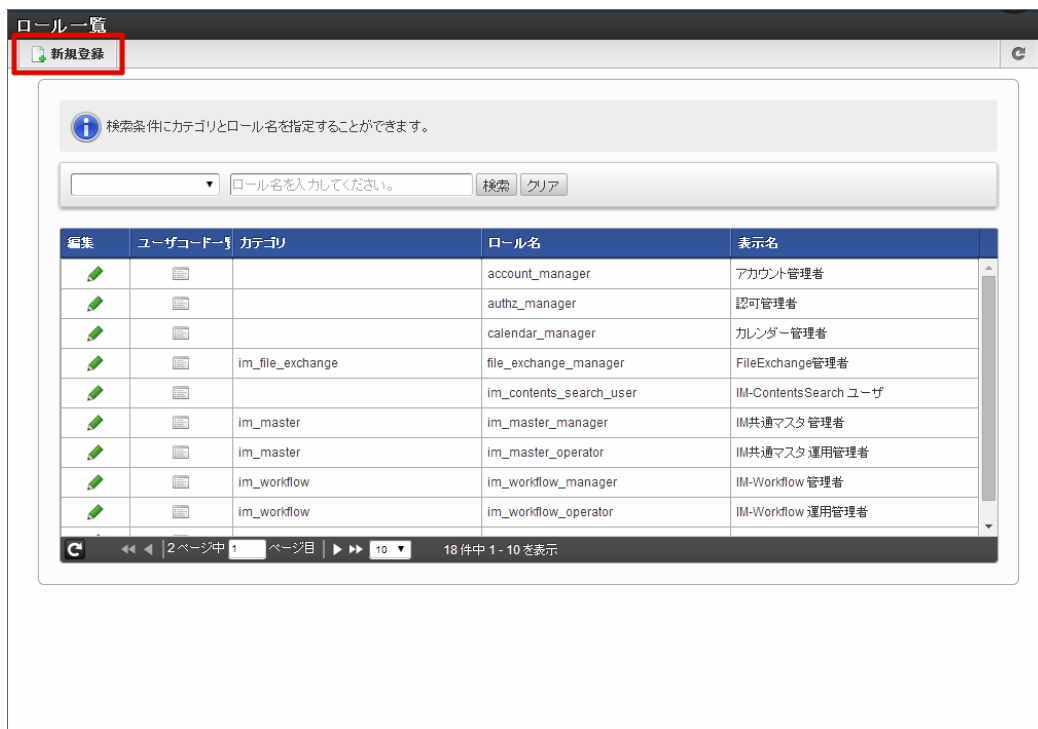 ロール一覧
新規登録
検索条件にカテゴリとロール名を指定することができます。
ロール名を入力してください。 検索 クリア
編集 ユーザコード一覧 カテゴリ ロール名 表示名
account_manager アカウント管理者
authz_manager 認可管理者
calendar_manager カレンダー管理者
im_file_exchange file_exchange_manager FileExchange管理者
im_contents_search_user IM-ContentsSearch ユーザ
im_master im_master_manager IM共通マスタ管理者
im_master im_master_operator IM共通マスタ運用管理者
im_workflow im_workflow_manager IM-Workflow 管理者
im_workflow im_workflow_operator IM-Workflow 運用管理者
2 ページ中 1 ページ目 10 18 件中 1 - 10 を表示